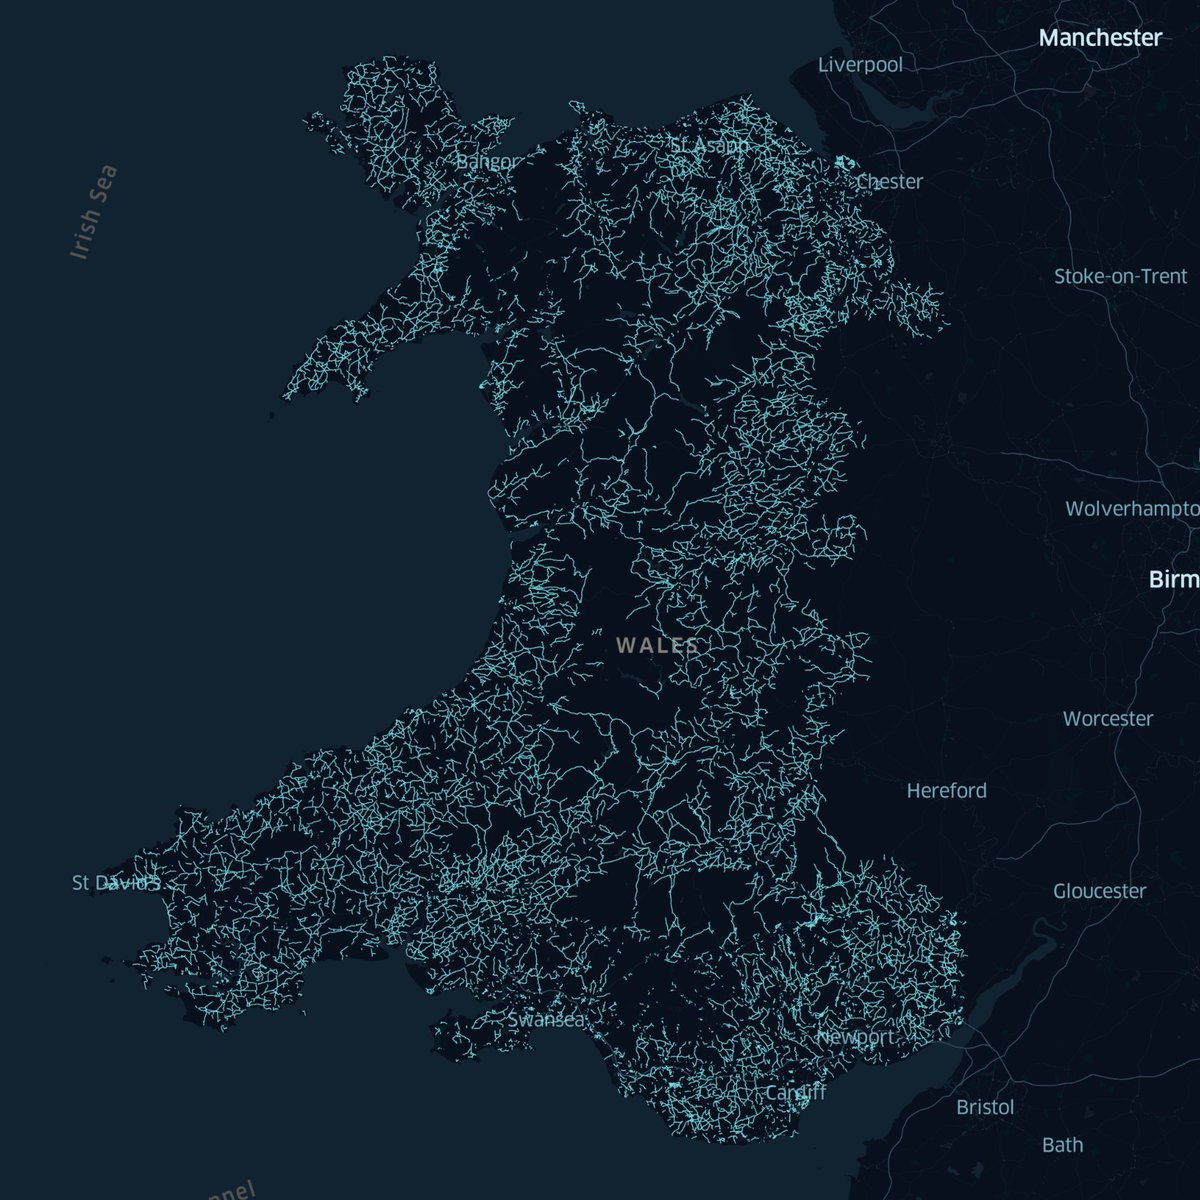 Manchester
Liverpool
St Asaph
Bangor
Chester
Irish Sea
Stoke-on-Trent
Wolverhampto
Birm
WALES
Worcester
Hereford
St David's
Gloucester
Swansea
Newport
Cardiff
Bristol
Bath
nnel